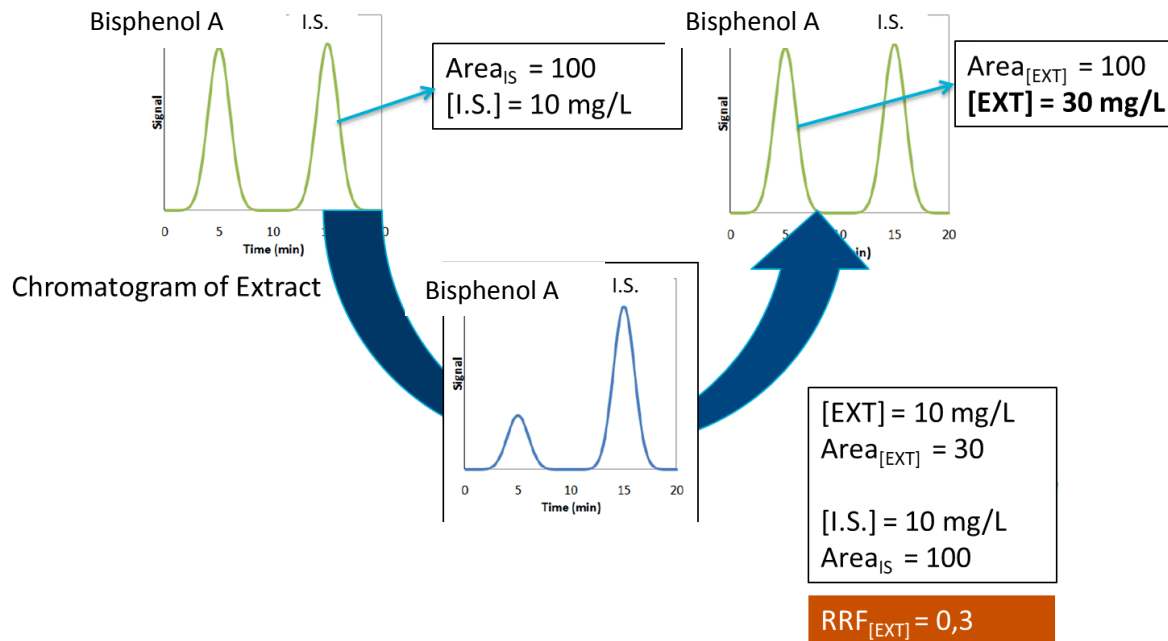 Bisphenol A
I.S.
Signal
0 5 10 0
Time (min)
Area_IS = 100
[I.S.] = 10 mg/L
Bisphenol A
I.S.
Signal
0 5 10 15 20
Area_[EXT] = 100
[EXT] = 30 mg/L
Chromatogram of Extract
Bisphenol A
I.S.
Signal
0 5 10 15 20
Time (min)
[EXT] = 10 mg/L
Area_[EXT] = 30
[I.S.] = 10 mg/L
Area_IS = 100
RRF_[EXT] = 0,3